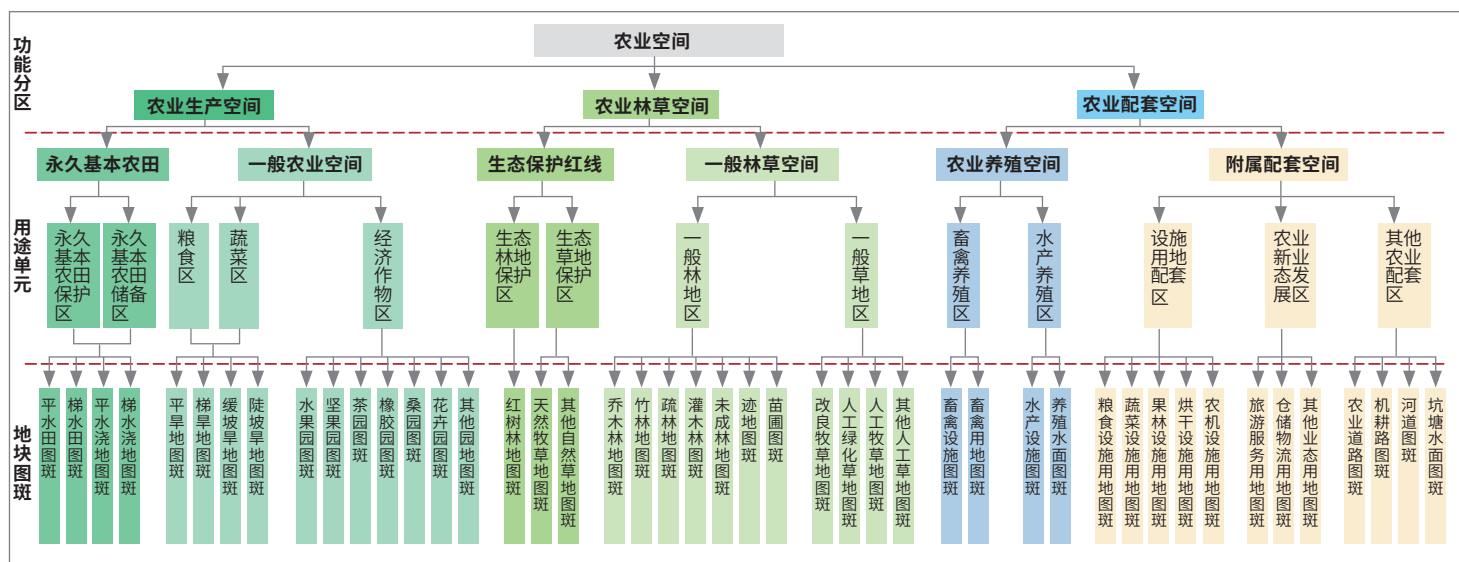 功能分区
农业空间
农业生产空间
农业林草空间
农业配套空间
用途单元
永久基本农田
一般农业空间
生态保护红线
一般林草空间
农业养殖空间
附属配套空间
永久基本农田保护区
永久基本农田储备区
粮食区
蔬菜区
经济作物区
生态林地保护区
生态草地保护区
一般林地区
一般草地区
畜禽养殖区
水产养殖区
设施用地配套区
农业新业态发展区
其他农业配套区
地块图斑
平水田图斑
梯水田图斑
平水浇地图斑
梯水浇地图斑
平旱地图斑
梯旱地图斑
缓坡旱地图斑
陡坡旱地图斑
水果园图斑
坚果园图斑
茶园图斑
橡胶园图斑
桑园图斑
花卉园图斑
其他园地图斑
红树林地图斑
天然牧草地图斑
其他自然草地图斑
乔木林地图斑
竹林地图斑
疏林地图斑
灌木林图斑
未成林图斑
迹地图斑
苗圃图斑
改良牧草地图斑
人工绿化草地图斑
人工牧草地图斑
其他人工草地图斑
畜禽设施图斑
畜禽用地图斑
水产设施图斑
养殖水面图斑
粮食设施用地图斑
蔬菜设施用地图斑
果林设施用地图斑
烘干设施用地图斑
农机设施用地图斑
旅游服务用地图斑
仓储物流用地图斑
其他业态用地图斑
农业道路图斑
机耕路图斑
河道图斑
坑塘水面图斑